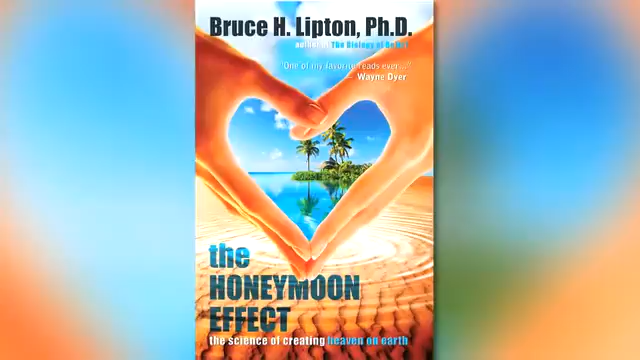 Bruce H. Lipton, Ph.D.
author of The Biology of Belief
"One of my favorite reads ever..."
— Wayne Dyer
the
HONEYMOON
EFFECT
the science of creating heaven on earth